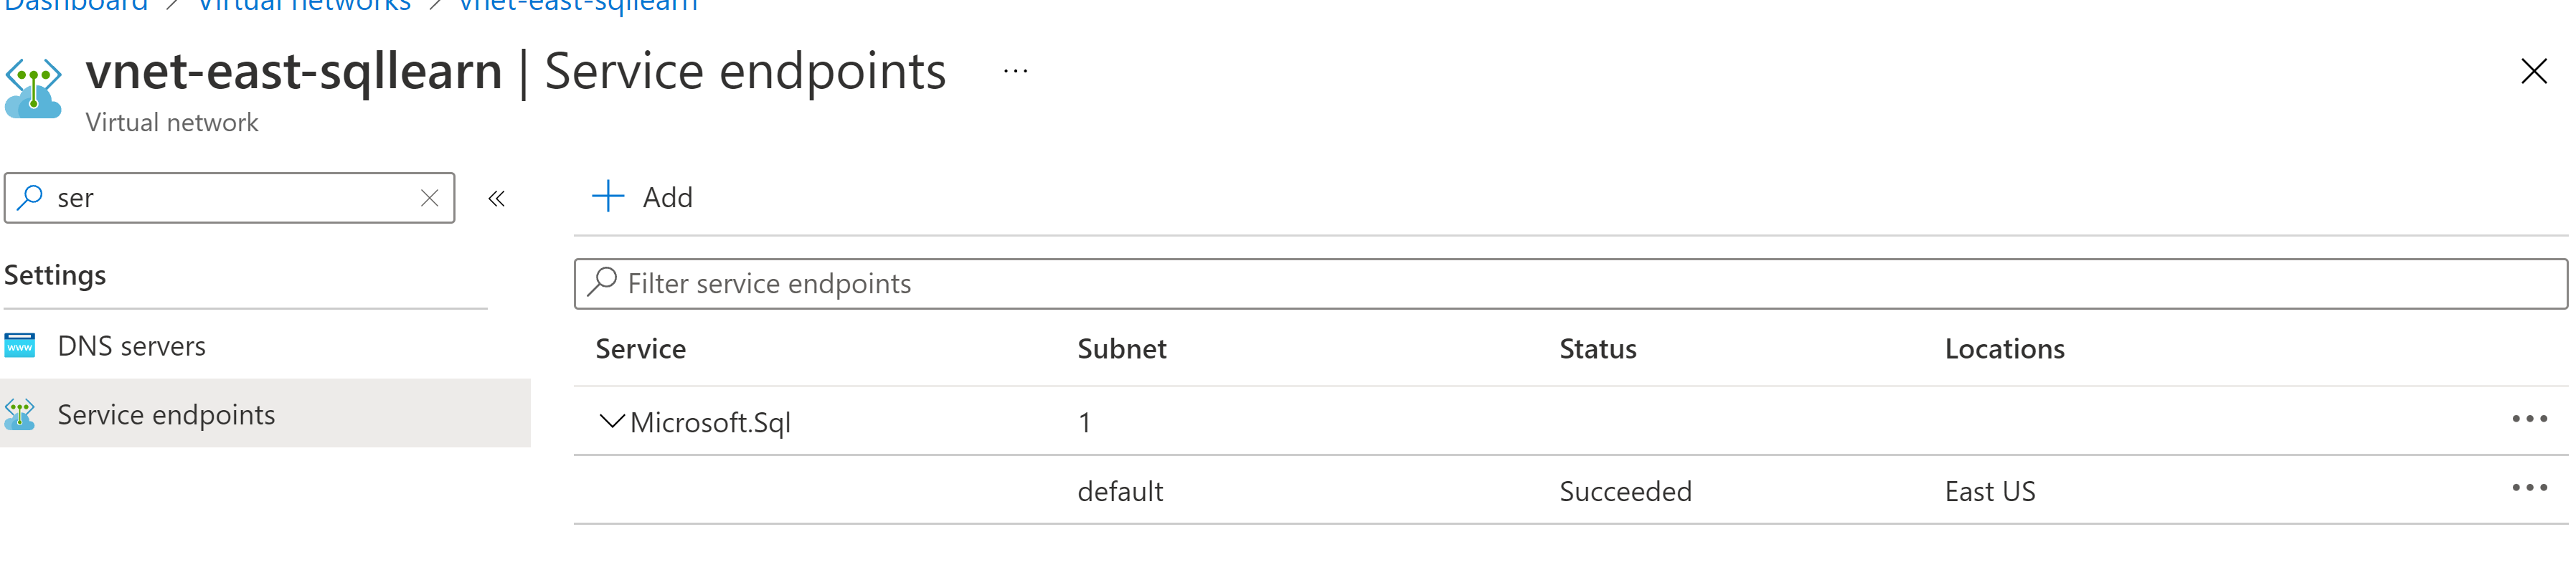 Dashboard > Virtual networks > vnet-east-sqllearn
vnet-east-sqllearn | Service endpoints ...
Virtual network
ser
Add
Settings
Filter service endpoints
Service Subnet Status Locations
www DNS servers
Microsoft.Sql 1
Service endpoints
default Succeeded East US